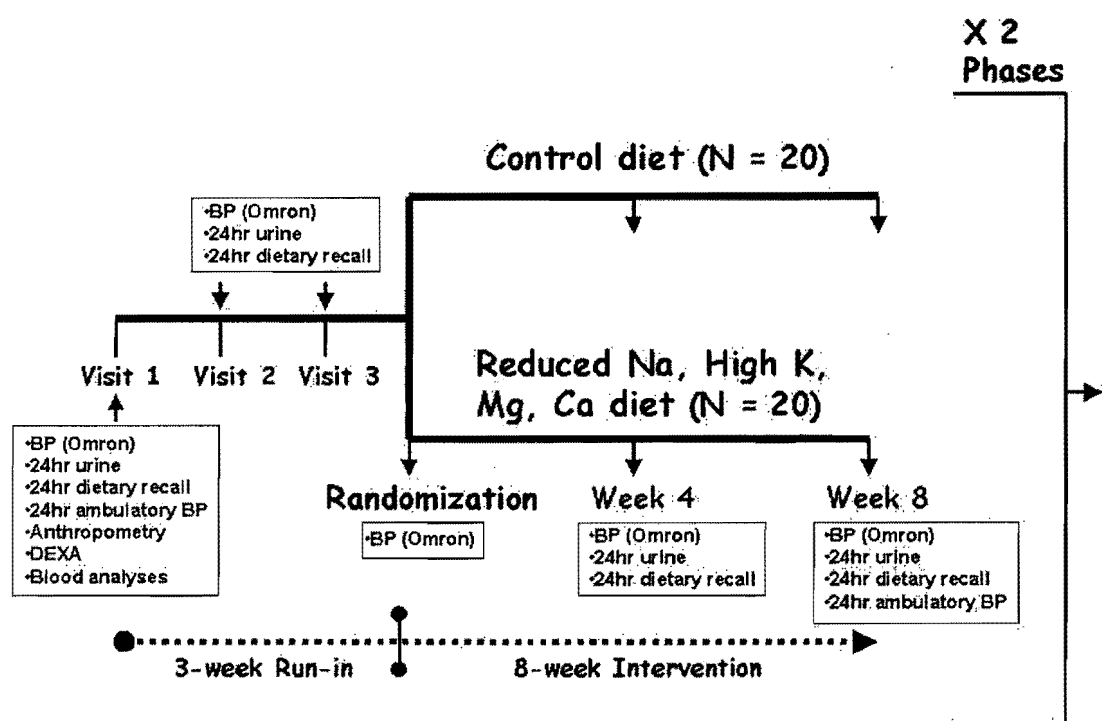 X 2
Phases
Control diet (N = 20)
•BP (Omron)
•24hr urine
•24hr dietary recall
Visit 1
Visit 2
Visit 3
Reduced Na, High K,
Mg, Ca diet (N = 20)
•BP (Omron)
•24hr urine
•24hr dietary recall
•24hr ambulatory BP
•Anthropometry
•DEXA
•Blood analyses
Randomization
•BP (Omron)
Week 4
•BP (Omron)
•24hr urine
•24hr dietary recall
Week 8
•BP (Omron)
•24hr urine
•24hr dietary recall
•24hr ambulatory BP
3-week Run-in
8-week Intervention